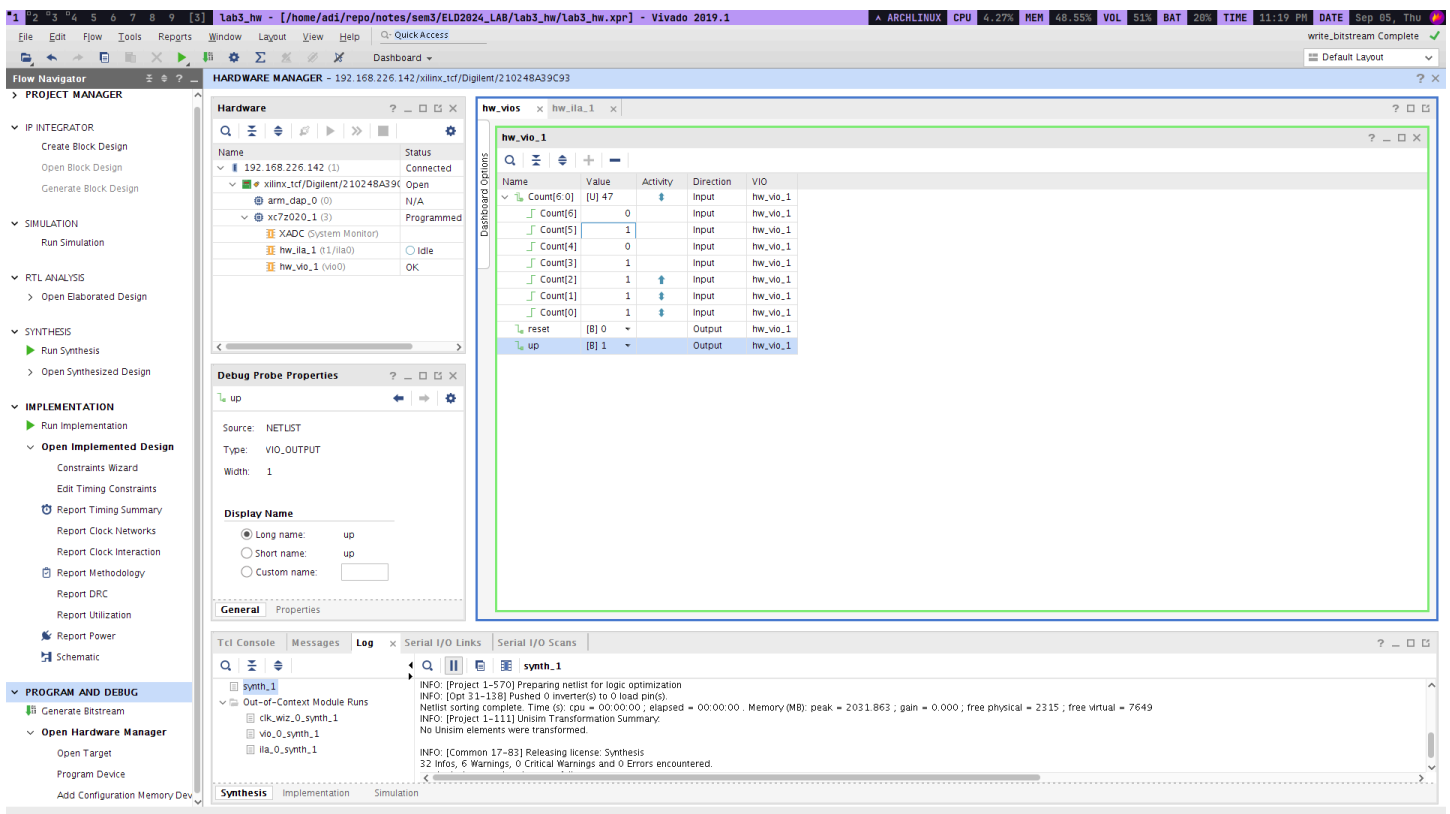 1 2 3 4 5 6 7 8 9 [3] lab3_hw - [/home/adi/repo/notes/sem3/ELD2024_LAB/lab3_hw/lab3_hw.xpr] - Vivado 2019.1 ARCHLINUX CPU 4.27% MEM 48.55% VOL 51% BAT 20% TIME 11:19 PM DATE Sep 05, Thu
File Edit Flow Tools Reports Window Layout View Help Quick Access write_bitstream Complete
Dashboard Default Layout
Flow Navigator
PROJECT MANAGER
IP INTEGRATOR
Create Block Design
Open Block Design
Generate Block Design
SIMULATION
Run Simulation
RTL ANALYSIS
Open Elaborated Design
SYNTHESIS
Run Synthesis
Open Synthesized Design
IMPLEMENTATION
Run Implementation
Open Implemented Design
Constraints Wizard
Edit Timing Constraints
Report Timing Summary
Report Clock Networks
Report Clock Interaction
Report Methodology
Report DRC
Report Utilization
Report Power
Schematic
PROGRAM AND DEBUG
Generate Bitstream
Open Hardware Manager
Open Target
Program Device
Add Configuration Memory Dev
HARDWARE MANAGER - 192.168.226.142/xilinx_tcf/Digilent/210248A39C93
Hardware
Name Status
192.168.226.142 (1) Connected
xilinx_tcf/Digilent/210248A39C Open
arm_dap_0 (0) N/A
xc7z020_1 (3) Programmed
XADC (System Monitor)
hw_ila_1 (t1/ila0) Idle
hw_vio_1 (vio0) OK
Debug Probe Properties
up
Source: NETLIST
Type: VIO_OUTPUT
Width: 1
Display Name
Long name: up
Short name: up
Custom name:
General Properties
hw_vios hw_ila_1
Dashboard Options
hw_vio_1
Name Value Activity Direction VIO
Count[6:0] [U] 47 Input hw_vio_1
Count[6] 0 Input hw_vio_1
Count[5] 1 Input hw_vio_1
Count[4] 0 Input hw_vio_1
Count[3] 1 Input hw_vio_1
Count[2] 1 Input hw_vio_1
Count[1] 1 Input hw_vio_1
Count[0] 1 Input hw_vio_1
reset [B] 0 Output hw_vio_1
up [B] 1 Output hw_vio_1
Tcl Console Messages Log Serial I/O Links Serial I/O Scans
synth_1
Out-of-Context Module Runs
clk_wiz_0_synth_1
vio_0_synth_1
ila_0_synth_1
synth_1
INFO: [Project 1-570] Preparing netlist for logic optimization
INFO: [Opt 31-138] Pushed 0 inverter(s) to 0 load pin(s).
Netlist sorting complete. Time (s): cpu = 00:00:00 ; elapsed = 00:00:00 . Memory (MB): peak = 2031.863 ; gain = 0.000 ; free physical = 2315 ; free virtual = 7649
INFO: [Project 1-111] Unisim Transformation Summary:
No Unisim elements were transformed.
INFO: [Common 17-83] Releasing license: Synthesis
32 Infos, 6 Warnings, 0 Critical Warnings and 0 Errors encountered.
Synthesis Implementation Simulation